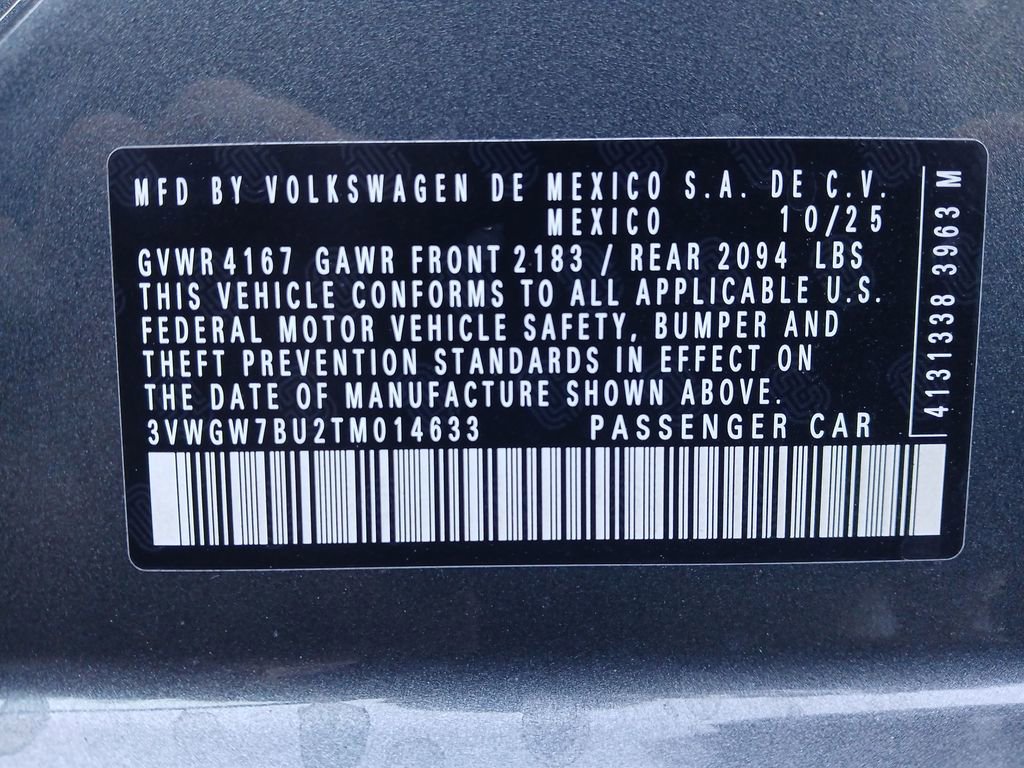 MFD BY VOLKSWAGEN DE MEXICO S.A. DE C.V.
MEXICO 10/25
GVWR 4167 GAWR FRONT 2183 / REAR 2094 LBS
THIS VEHICLE CONFORMS TO ALL APPLICABLE U.S.
FEDERAL MOTOR VEHICLE SAFETY, BUMPER AND
THEFT PREVENTION STANDARDS IN EFFECT ON
THE DATE OF MANUFACTURE SHOWN ABOVE.
3VWGW7BU2TM014633 PASSENGER CAR
4131338 3963 M